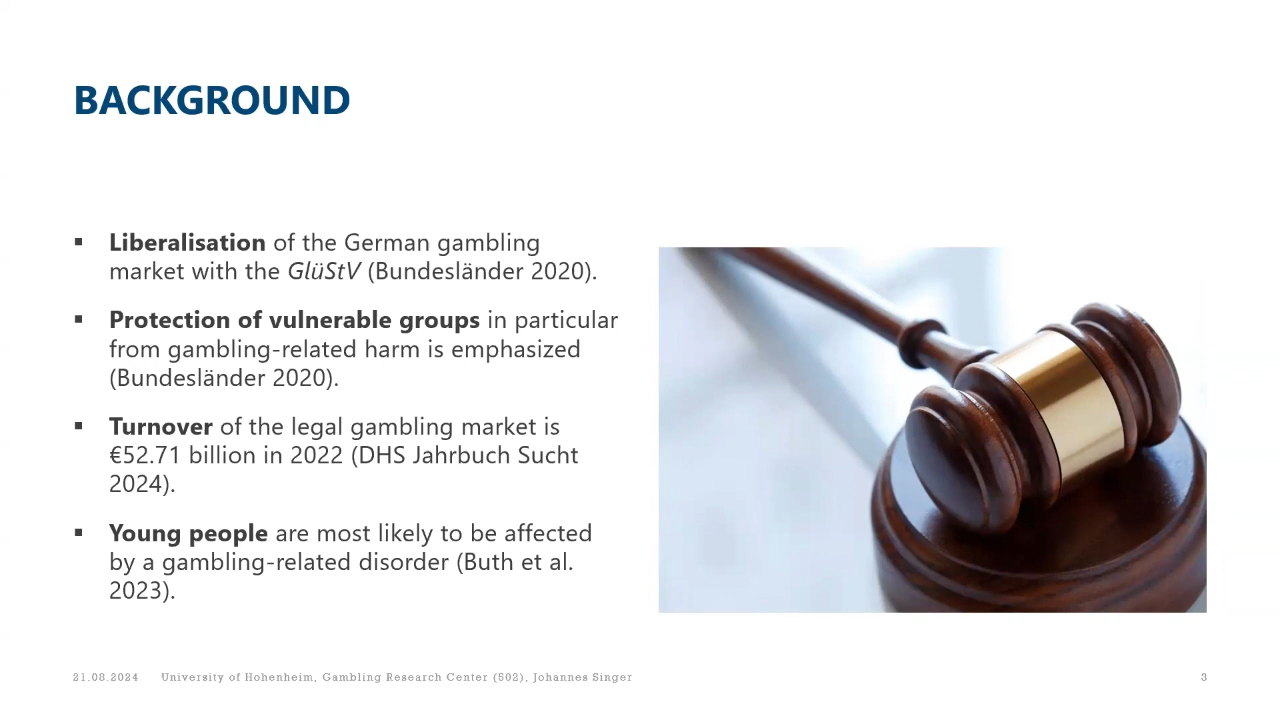 BACKGROUND
▪ Liberalisation of the German gambling
market with the GlüStV (Bundesländer 2020).
▪ Protection of vulnerable groups in particular
from gambling-related harm is emphasized
(Bundesländer 2020).
▪ Turnover of the legal gambling market is
€52.71 billion in 2022 (DHS Jahrbuch Sucht
2024).
▪ Young people are most likely to be affected
by a gambling-related disorder (Buth et al.
2023).
21.08.2024 University of Hohenheim, Gambling Research Center (502), Johannes Singer 3